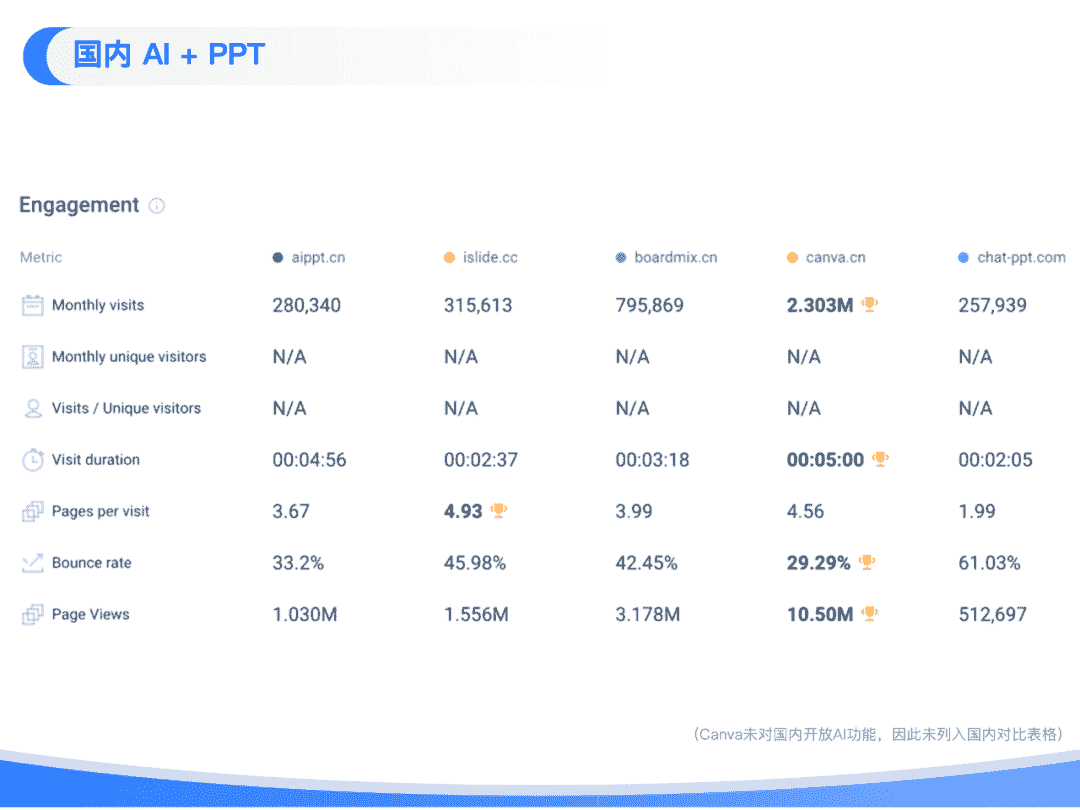 国内 AI + PPT
Engagement
Metric aippt.cn islide.cc boardmix.cn canva.cn chat-ppt.com
Monthly visits 280,340 315,613 795,869 2.303M 257,939
Monthly unique visitors N/A N/A N/A N/A N/A
Visits / Unique visitors N/A N/A N/A N/A N/A
Visit duration 00:04:56 00:02:37 00:03:18 00:05:00 00:02:05
Pages per visit 3.67 4.93 3.99 4.56 1.99
Bounce rate 33.2% 45.98% 42.45% 29.29% 61.03%
Page Views 1.030M 1.556M 3.178M 10.50M 512,697
（Canva未对国内开放AI功能，因此未列入国内对比表格）